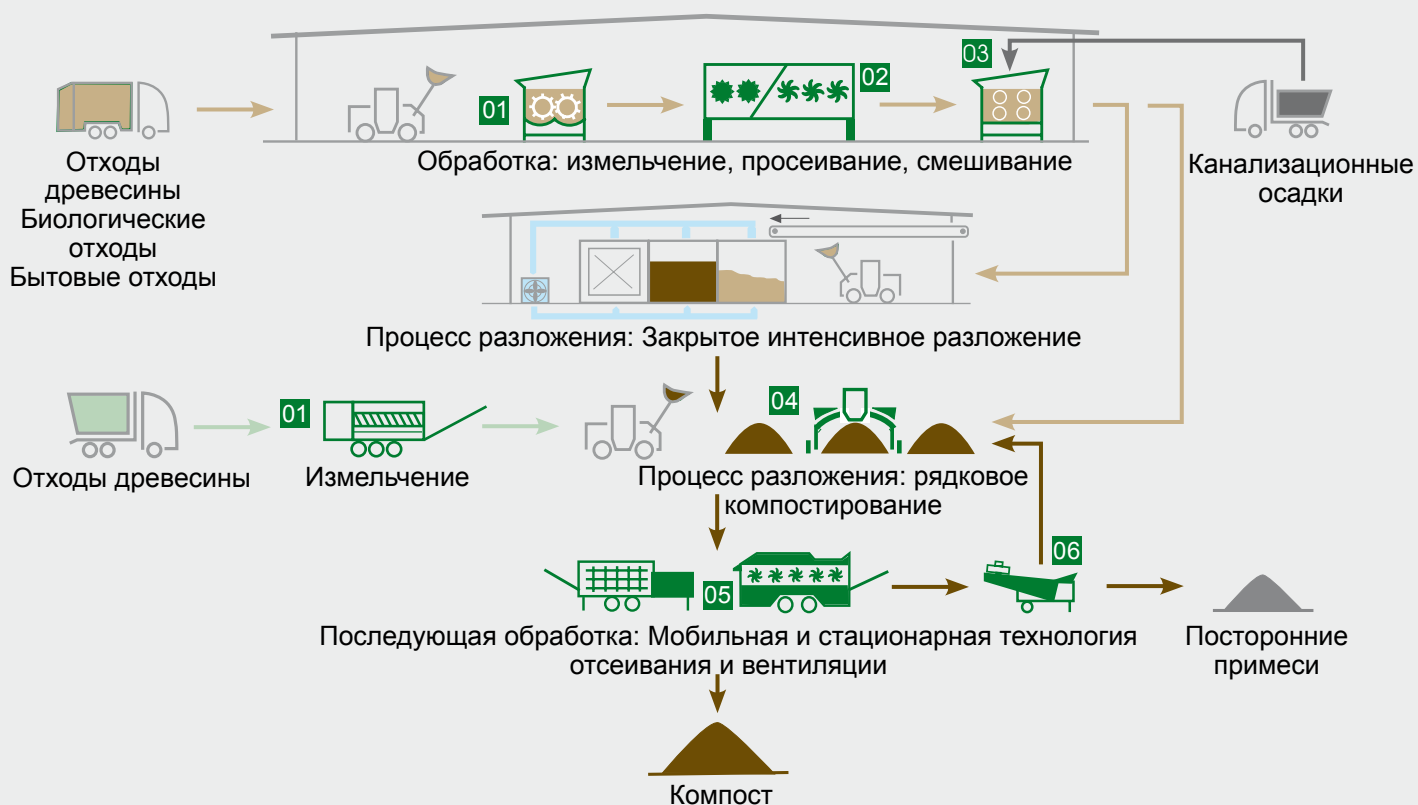 01
02
03
Отходы
древесины
Биологические
отходы
Бытовые отходы
Обработка: измельчение, просеивание, смешивание
Канализационные
осадки
Процесс разложения: Закрытое интенсивное разложение
01
04
Отходы древесины
Измельчение
Процесс разложения: рядковое
компостирование
05
06
Последующая обработка: Мобильная и стационарная технология
отсеивания и вентиляции
Посторонние
примеси
Компост